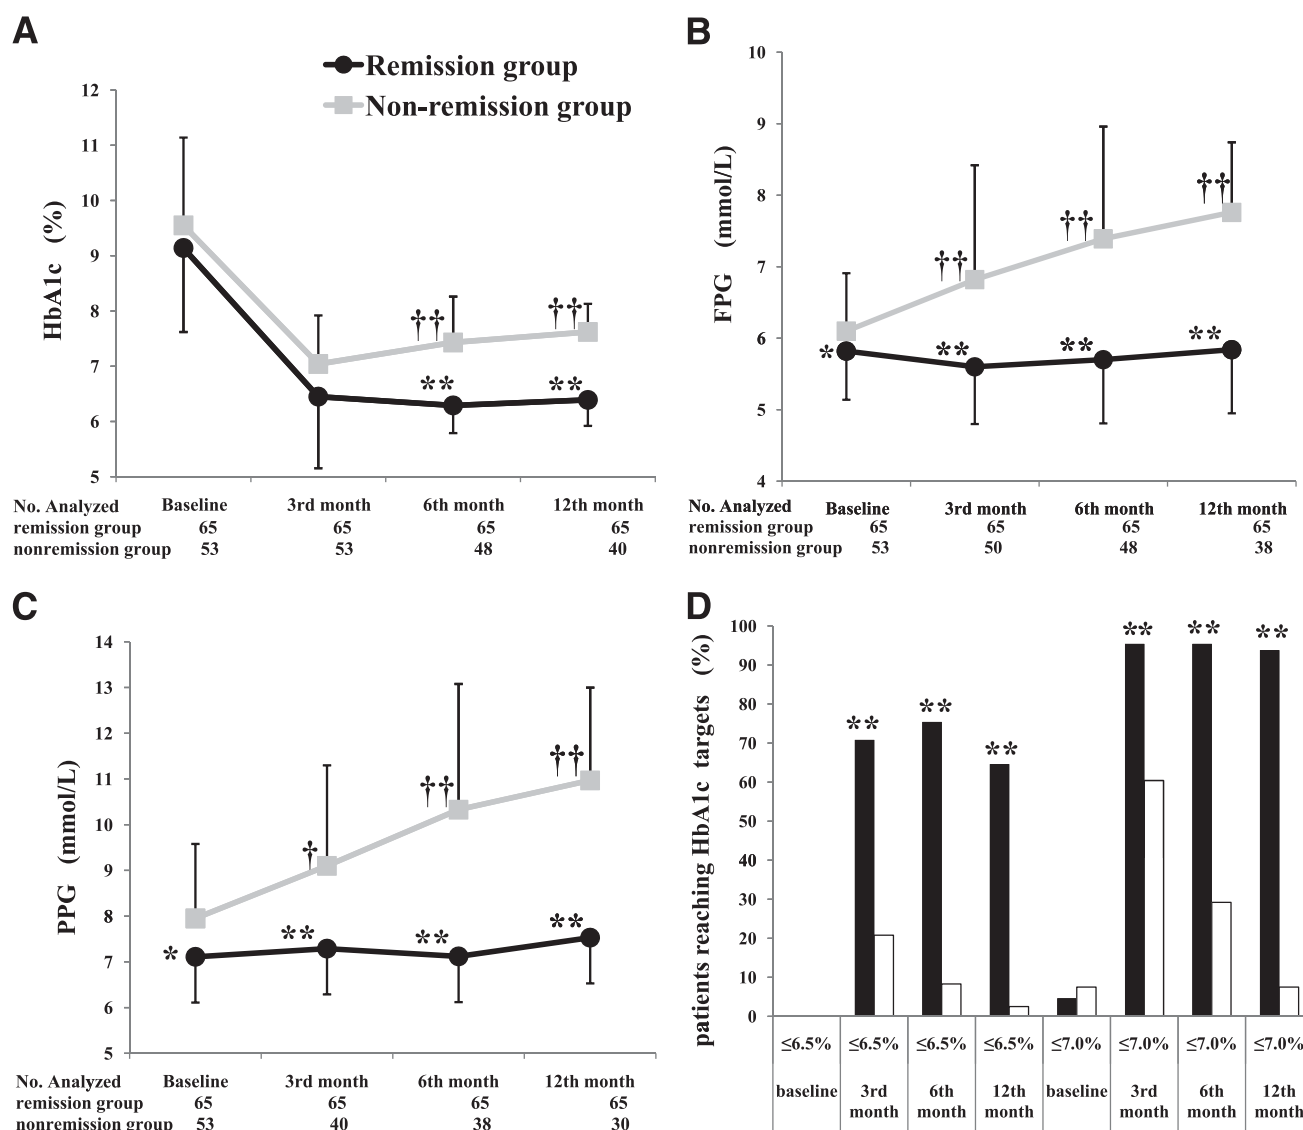 A
Remission group
Non-remission group
HbA1c (%)
12
11
10
9
8
7
6
5
††
††
**
**
No. Analyzed Baseline 3rd month 6th month 12th month
remission group 65 65 65 65
nonremission group 53 53 48 40
B
FPG (mmol/L)
10
9
8
7
6
5
4
††
††
††
*
**
**
**
No. Analyzed Baseline 3rd month 6th month 12th month
remission group 65 65 65 65
nonremission group 53 50 48 38
C
PPG (mmol/L)
14
13
12
11
10
9
8
7
6
5
†
††
††
*
**
**
**
No. Analyzed Baseline 3rd month 6th month 12th month
remission group 65 65 65 65
nonremission group 53 40 38 30
D
patients reaching HbA1c targets (%)
100
90
80
70
60
50
40
30
20
10
0
**
**
**
**
**
**
≤6.5% ≤6.5% ≤6.5% ≤6.5% ≤7.0% ≤7.0% ≤7.0% ≤7.0%
baseline 3rd 6th 12th baseline 3rd 6th 12th
month month month month month month